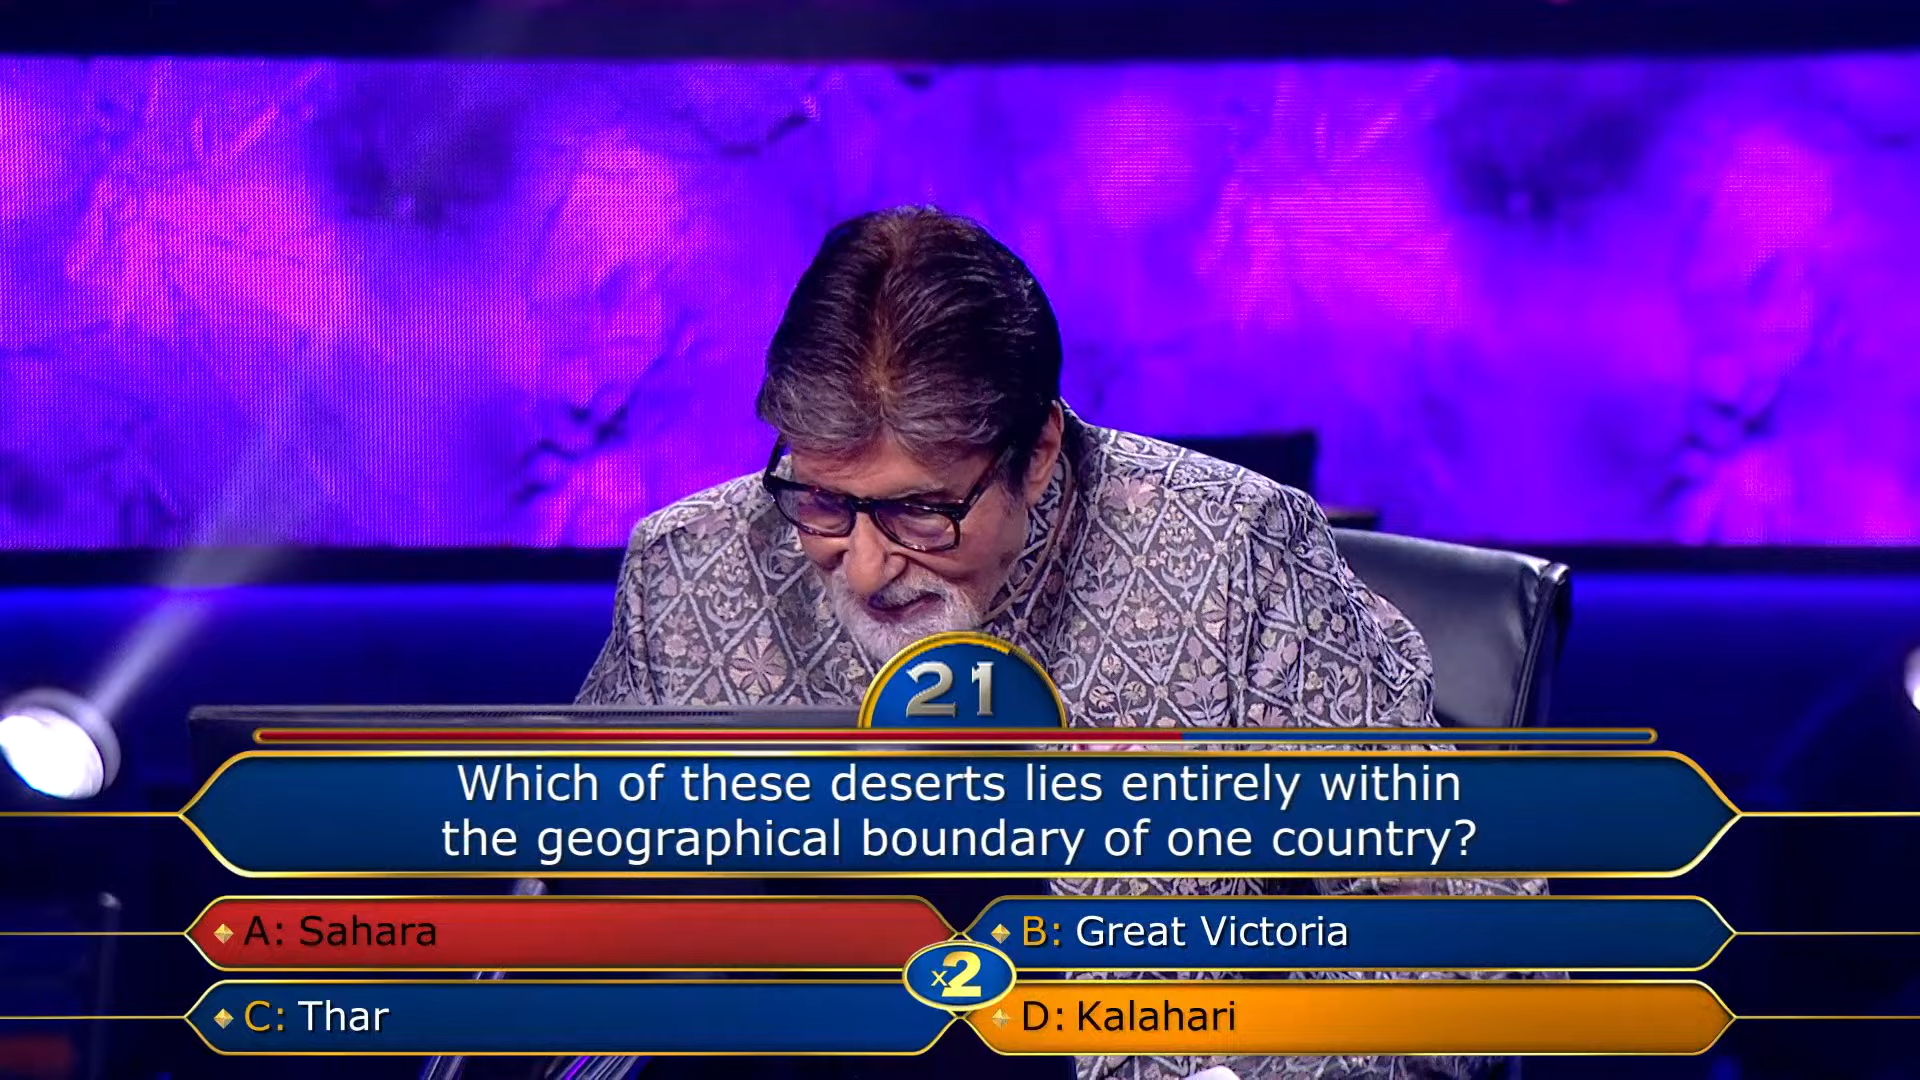 21
Which of these deserts lies entirely within
the geographical boundary of one country?
A: Sahara
B: Great Victoria
x2
C: Thar
D: Kalahari